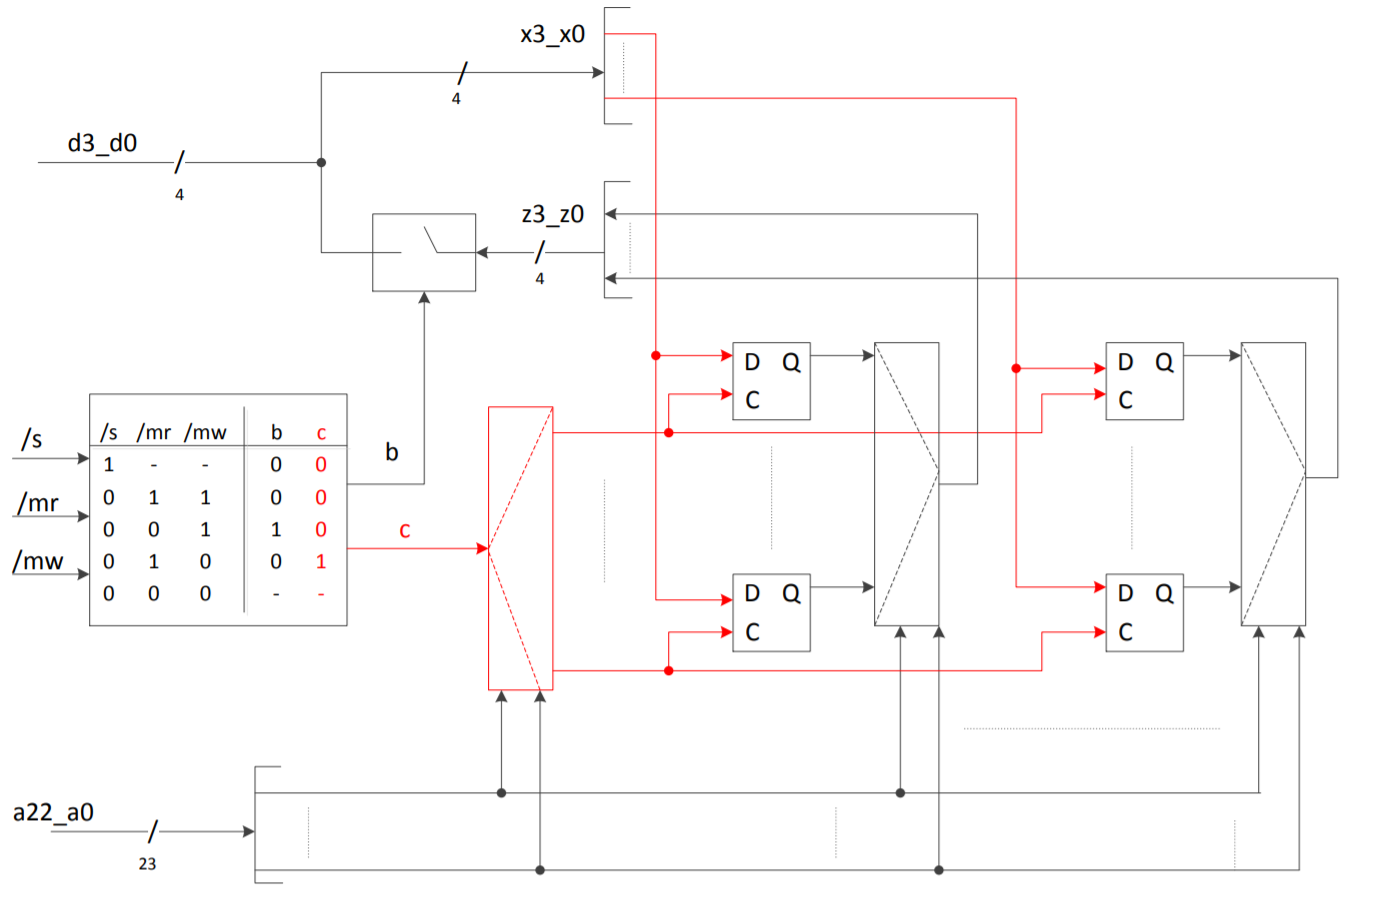 x3_x0
4
d3_d0
4
z3_z0
4
D Q
C
D Q
C
/s /mr /mw b c
1 - - 0 0
0 1 1 0 0
0 0 1 1 0
0 1 0 0 1
0 0 0 - -
/s
/mr
/mw
b
c
D Q
C
D Q
C
a22_a0
23